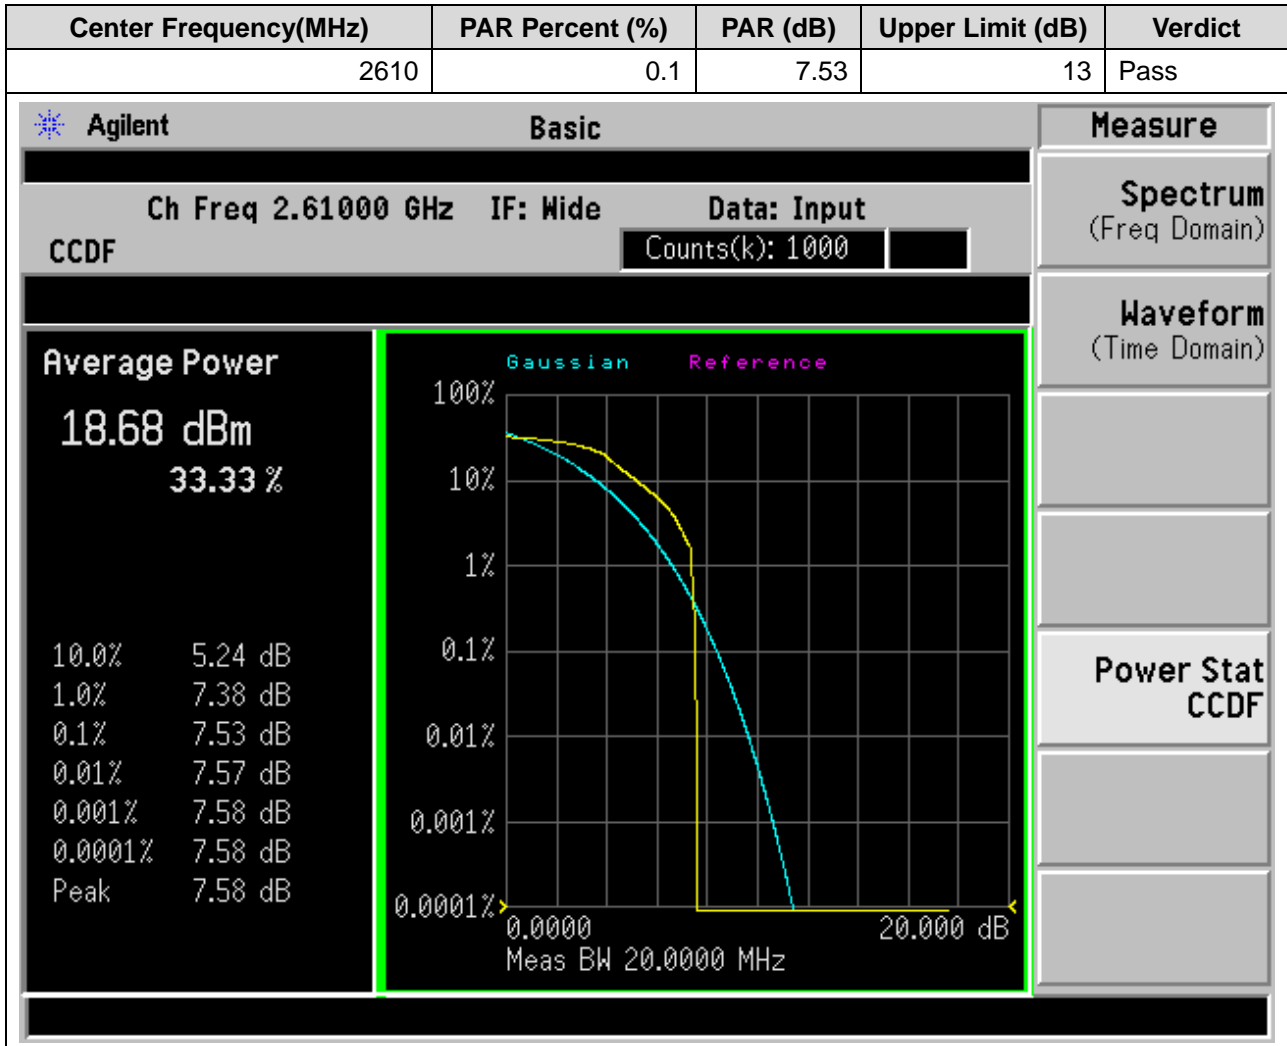 Center Frequency(MHz) PAR Percent (%) PAR (dB) Upper Limit (dB) Verdict
2610 0.1 7.53 13 Pass
Agilent Basic Measure
Ch Freq 2.61000 GHz IF: Wide Data: Input
CCDF Counts(k): 1000
Spectrum
(Freq Domain)
Waveform
(Time Domain)
Power Stat
CCDF
Average Power
18.68 dBm
33.33 %
10.0% 5.24 dB
1.0% 7.38 dB
0.1% 7.53 dB
0.01% 7.57 dB
0.001% 7.58 dB
0.0001% 7.58 dB
Peak 7.58 dB
Gaussian Reference
100%
10%
1%
0.1%
0.01%
0.001%
0.0001%
0.0000 20.000 dB
Meas BW 20.0000 MHz